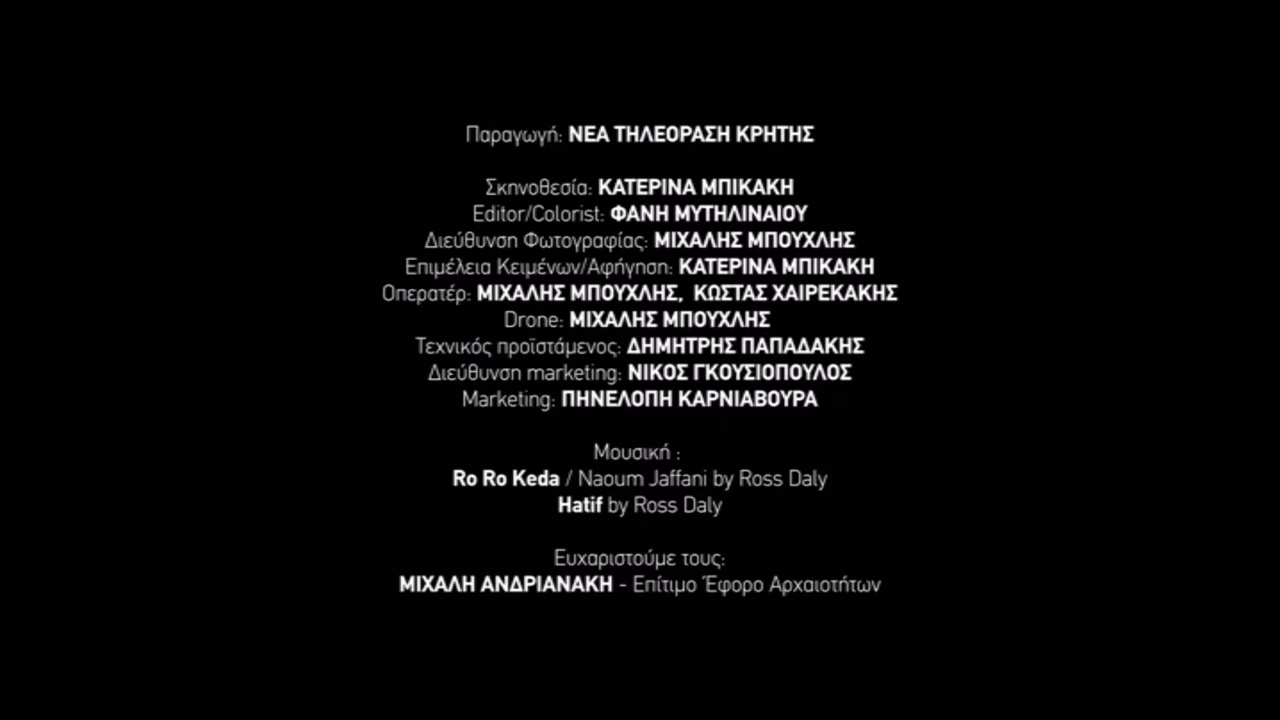 Παραγωγή: ΝΕΑ ΤΗΛΕΟΡΑΣΗ ΚΡΗΤΗΣ
Σκηνοθεσία: ΚΑΤΕΡΙΝΑ ΜΠΙΚΑΚΗ
Editor/Colorist: ΦΑΝΗ ΜΥΤΗΛΙΝΑΙΟΥ
Διεύθυνση Φωτογραφίας: ΜΙΧΑΛΗΣ ΜΠΟΥΧΛΗΣ
Επιμέλεια Κειμένων/Αφήγηση: ΚΑΤΕΡΙΝΑ ΜΠΙΚΑΚΗ
Οπερατέρ: ΜΙΧΑΛΗΣ ΜΠΟΥΧΛΗΣ, ΚΩΣΤΑΣ ΧΑΙΡΕΚΑΚΗΣ
Drone: ΜΙΧΑΛΗΣ ΜΠΟΥΧΛΗΣ
Τεχνικός προϊστάμενος: ΔΗΜΗΤΡΗΣ ΠΑΠΑΔΑΚΗΣ
Διεύθυνση marketing: ΝΙΚΟΣ ΓΚΟΥΣΙΟΠΟΥΛΟΣ
Marketing: ΠΗΝΕΛΟΠΗ ΚΑΡΝΙΑΒΟΥΡΑ
Μουσική :
Ro Ro Keda / Naoum Jaffani by Ross Daly
Hatif by Ross Daly
Ευχαριστούμε τους:
ΜΙΧΑΛΗ ΑΝΔΡΙΑΝΑΚΗ - Επίτιμο Έφορο Αρχαιοτήτων